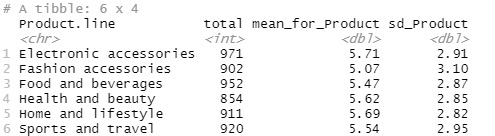 # A tibble: 6 x 4
Product.line total mean_for_Product sd_Product
<chr> <int> <dbl> <dbl>
1 Electronic accessories 971 5.71 2.91
2 Fashion accessories 902 5.07 3.10
3 Food and beverages 952 5.47 2.87
4 Health and beauty 854 5.62 2.85
5 Home and lifestyle 911 5.69 2.82
6 Sports and travel 920 5.54 2.95